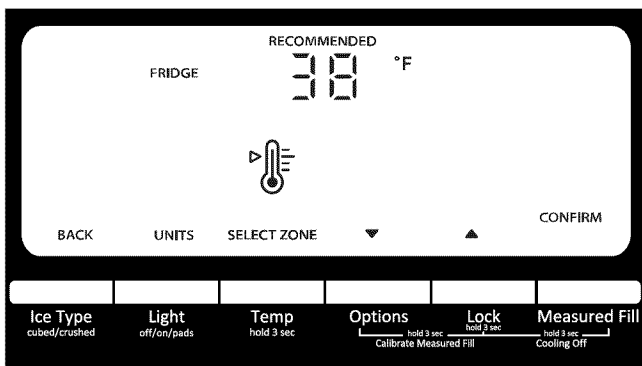 RECOMMENDED
FRIDGE 38 °F
CONFIRM
BACK UNITS SELECT ZONE
Ice Type Light Temp Options Lock Measured Fill
cubed/crushed off/on/pads hold 3 sec hold 3 sec
hold 3 sec hold 3 sec
Calibrate Measured Fill Cooling Off